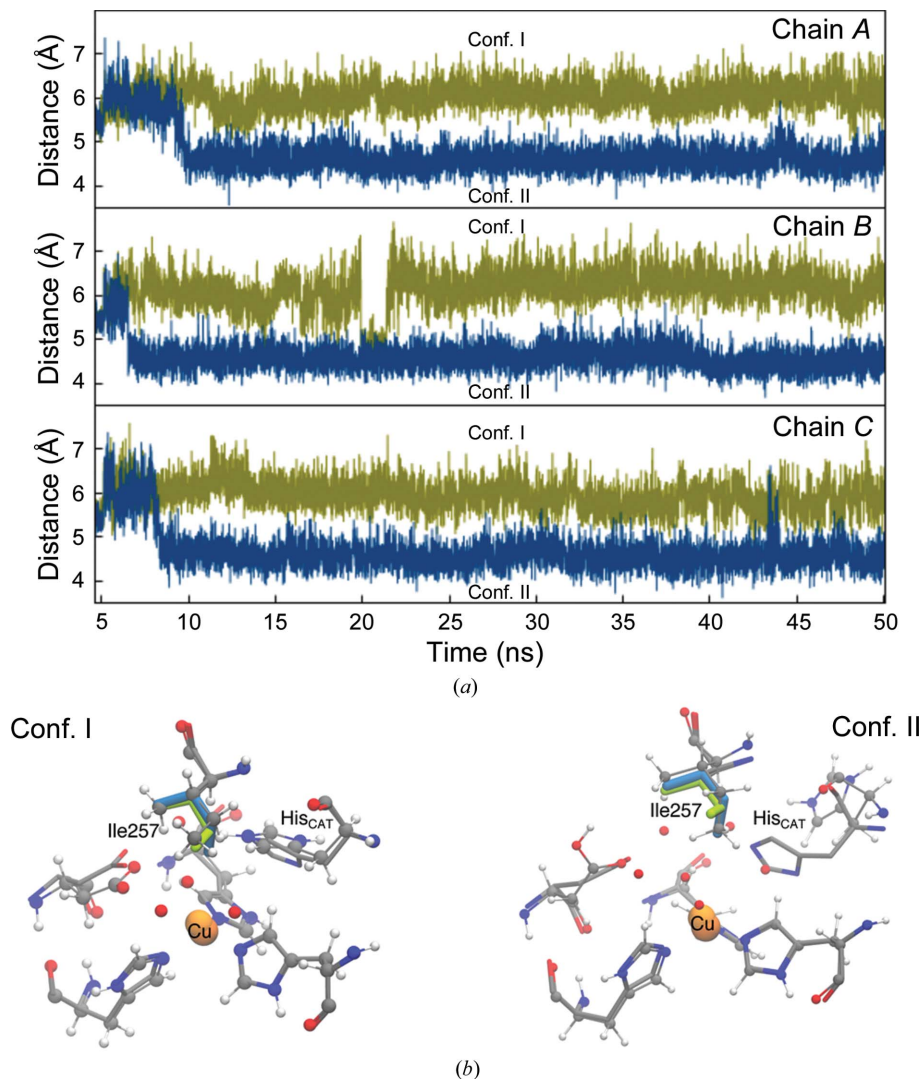 Chain A
Conf. I
7
6
5
4
Distance (Å)
Conf. II
Chain B
Conf. I
7
6
5
4
Distance (Å)
Conf. II
Chain C
Conf. I
7
6
5
4
Distance (Å)
Conf. II
5 10 15 20 25 30 35 40 45 50
Time (ns)
(a)
Conf. I
Conf. II
Ile257
HisCAT
Cu
Ile257
HisCAT
Cu
(b)